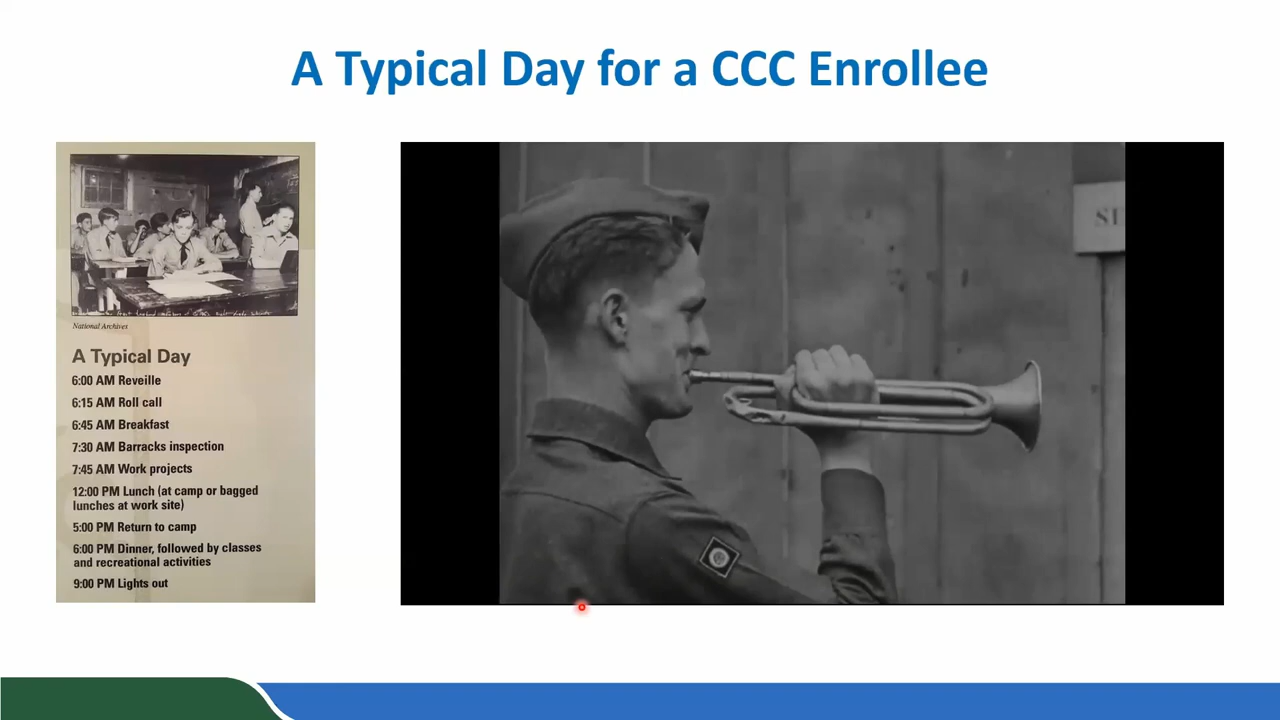 A Typical Day for a CCC Enrollee
National Archives
A Typical Day
6:00 AM Reveille
6:15 AM Roll call
6:45 AM Breakfast
7:30 AM Barracks inspection
7:45 AM Work projects
12:00 PM Lunch (at camp or bagged
lunches at work site)
5:00 PM Return to camp
6:00 PM Dinner, followed by classes
and recreational activities
9:00 PM Lights out